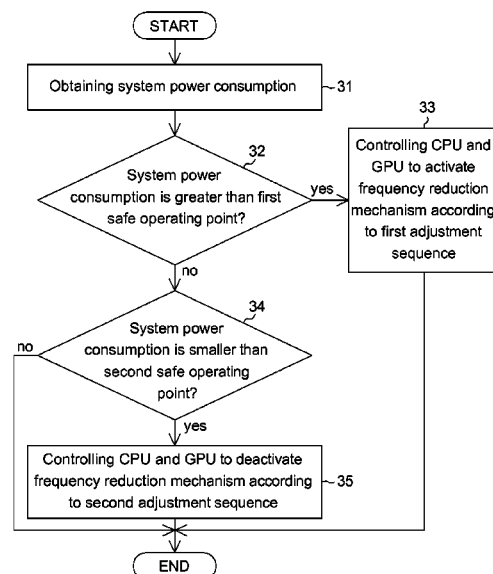 START
Obtaining system power consumption
31
32
System power
consumption is greater than first
safe operating point?
yes
33
Controlling CPU and
GPU to activate
frequency reduction
mechanism according
to first adjustment
sequence
no
34
no
System power
consumption is smaller than
second safe operating
point?
yes
Controlling CPU and GPU to deactivate
frequency reduction mechanism according
to second adjustment sequence
35
END